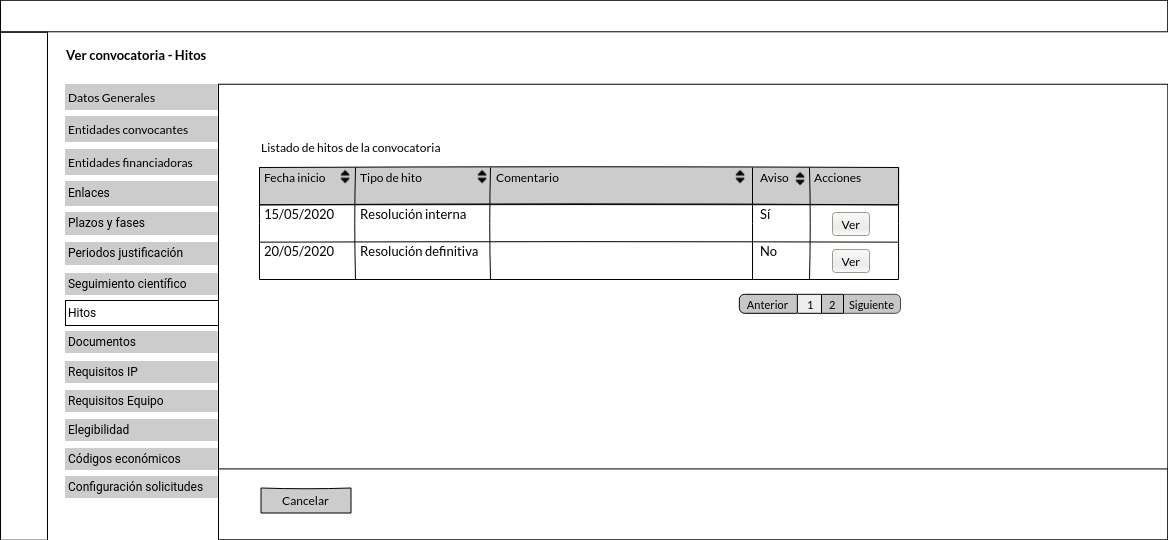 Ver convocatoria - Hitos
Datos Generales
Entidades convocantes
Entidades financiadoras
Enlaces
Plazos y fases
Periodos justificación
Seguimiento científico
Hitos
Documentos
Requisitos IP
Requisitos Equipo
Elegibilidad
Códigos económicos
Configuración solicitudes
Listado de hitos de la convocatoria
Fecha inicio Tipo de hito Comentario Aviso Acciones
15/05/2020 Resolución interna Sí Ver
20/05/2020 Resolución definitiva No Ver
Anterior 1 2 Siguiente
Cancelar